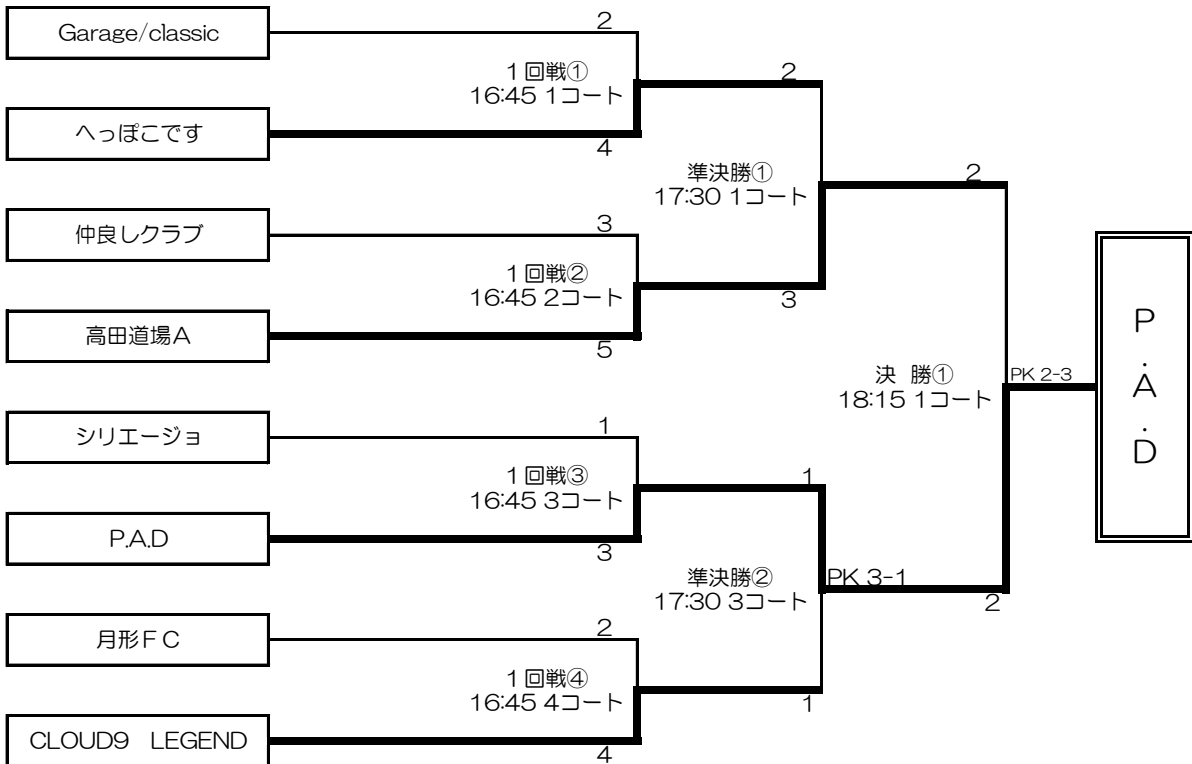 Garage/classic
2
1回戦①
16:45 1コート
2
へっぽこです
4
準決勝①
17:30 1コート
2
仲良しクラブ
3
1回戦②
16:45 2コート
3
高田道場A
5
決 勝①
18:15 1コート
PK 2-3
P.A.D
シリエージョ
1
1回戦③
16:45 3コート
1
P.A.D
3
準決勝②
17:30 3コート
PK 3-1
2
月形FC
2
1回戦④
16:45 4コート
1
CLOUD9 LEGEND
4